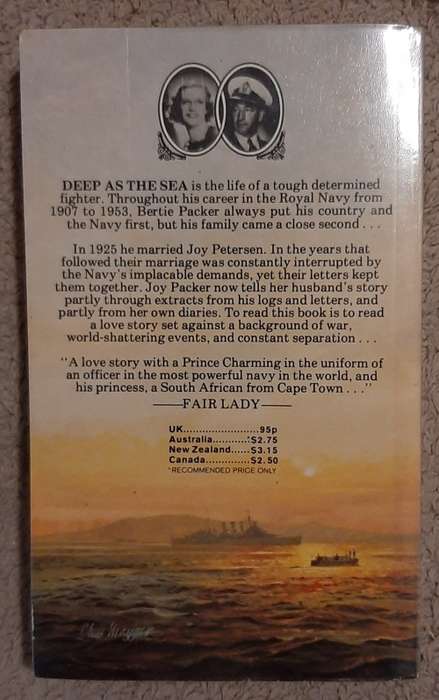 DEEP AS THE SEA is the life of a tough determined
fighter. Throughout his career in the Royal Navy from
1907 to 1953, Bertie Packer always put his country and
the Navy first, but his family came a close second . . .
In 1925 he married Joy Petersen. In the years that
followed their marriage was constantly interrupted by
the Navy's implacable demands, yet their letters kept
them together. Joy Packer now tells her husband's story
partly through extracts from his logs and letters, and
partly from her own diaries. To read this book is to read
a love story set against a background of war,
world-shattering events, and constant separation . . .
"A love story with a Prince Charming in the uniform of
an officer in the most powerful navy in the world, and
his princess, a South African from Cape Town . . ."
——FAIR LADY——
UK.......................95p
Australia...........*$2.75
New Zealand......$3.15
Canada...............$2.50
*RECOMMENDED PRICE ONLY